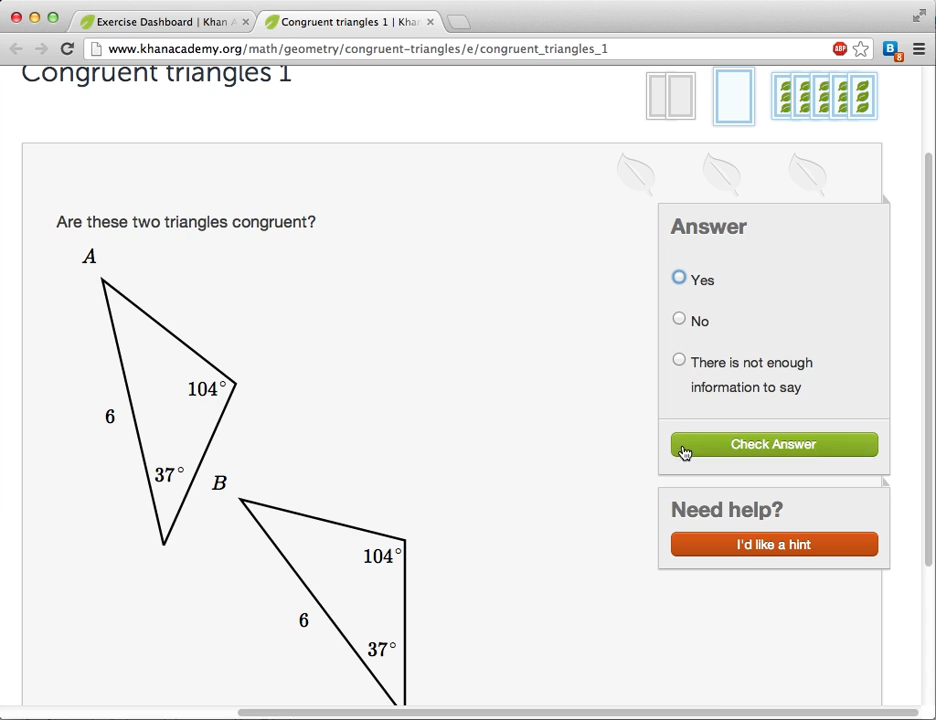 Exercise Dashboard | Khan A
Congruent triangles 1 | Khan
www.khanacademy.org/math/geometry/congruent-triangles/e/congruent_triangles_1
ABP
B
8
Congruent triangles 1
Are these two triangles congruent?
A
104°
6
37°
B
104°
6
37°
Answer
Yes
No
There is not enough
information to say
Check Answer
Need help?
I'd like a hint